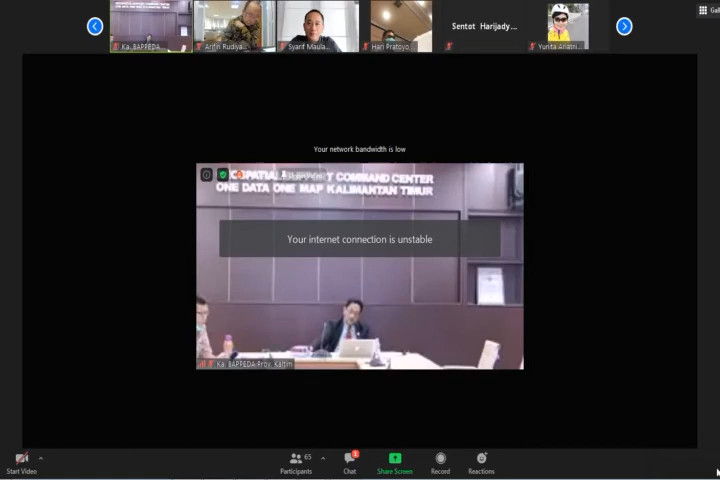 Gall
Ka. BAPPEDA...
Arifin Rudiya...
Syarif Maula...
Hari Pratoyo...
Sentot Harijady...
Yunita Ariatri...
Your network bandwidth is low
COMMAND CENTER
ONE DATA ONE MAP KALIMANTAN TIMUR
Your internet connection is unstable
Ka. BAPPEDA Prov. Kaltim
Start Video
65
Participants
1
Chat
Share Screen
Record
Reactions